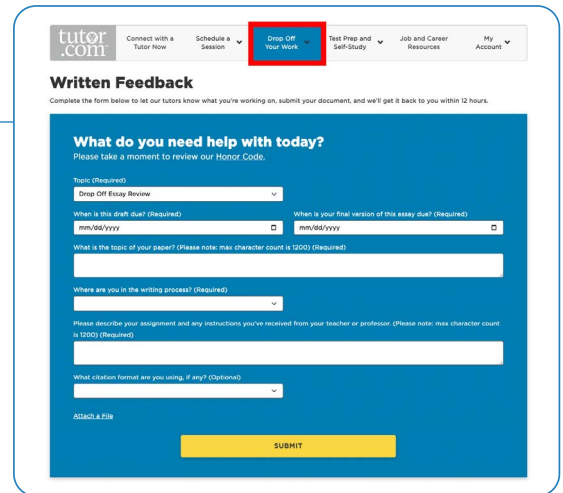 tutor
.com
Connect with a
Tutor Now
Schedule a
Session
Drop Off
Your Work
Test Prep and
Self-Study
Job and Career
Resources
My
Account
Written Feedback
Complete the form below to let our tutors know what you're working on, submit your document, and we'll get it back to you within 12 hours.
What do you need help with today?
Please take a moment to review our Honor Code.
Topic (Required)
Drop Off Essay Review
When is this draft due? (Required)
When is your final version of this essay due? (Required)
mm/dd/yyyy
mm/dd/yyyy
What is the topic of your paper? (Please note: max character count is 1200) (Required)
Where are you in the writing process? (Required)
Please describe your assignment and any instructions you've received from your teacher or professor. (Please note: max character count
is 1200) (Required)
What citation format are you using, if any? (Optional)
Attach a File
SUBMIT